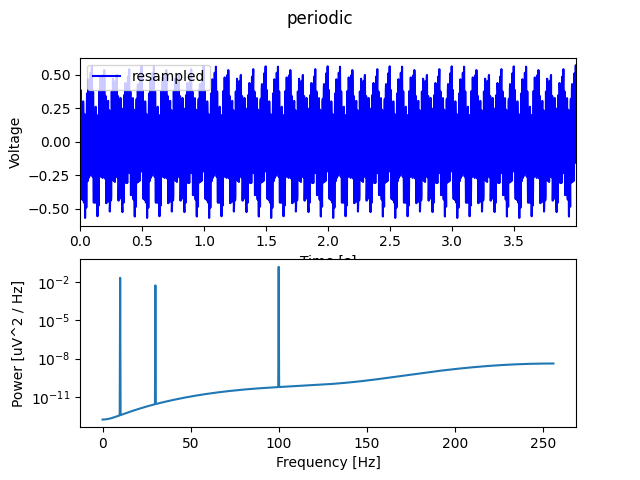 periodic
resampled
Voltage
0.50
0.25
0.00
−0.25
−0.50
0.0 0.5 1.0 1.5 2.0 2.5 3.0 3.5
Time [s]
Power [uV^2 / Hz]
10^-2
10^-5
10^-8
10^-11
0 50 100 150 200 250
Frequency [Hz]